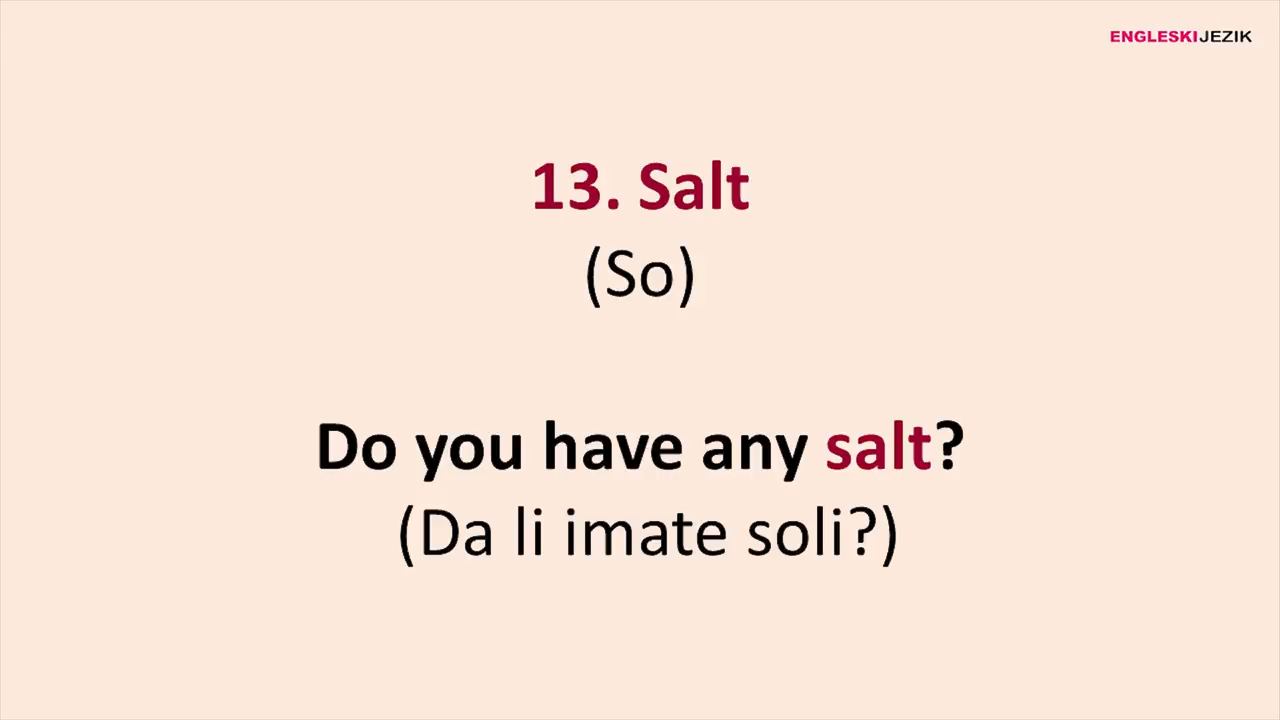 ENGLESKIJEZIK
13. Salt
(So)
Do you have any salt?
(Da li imate soli?)